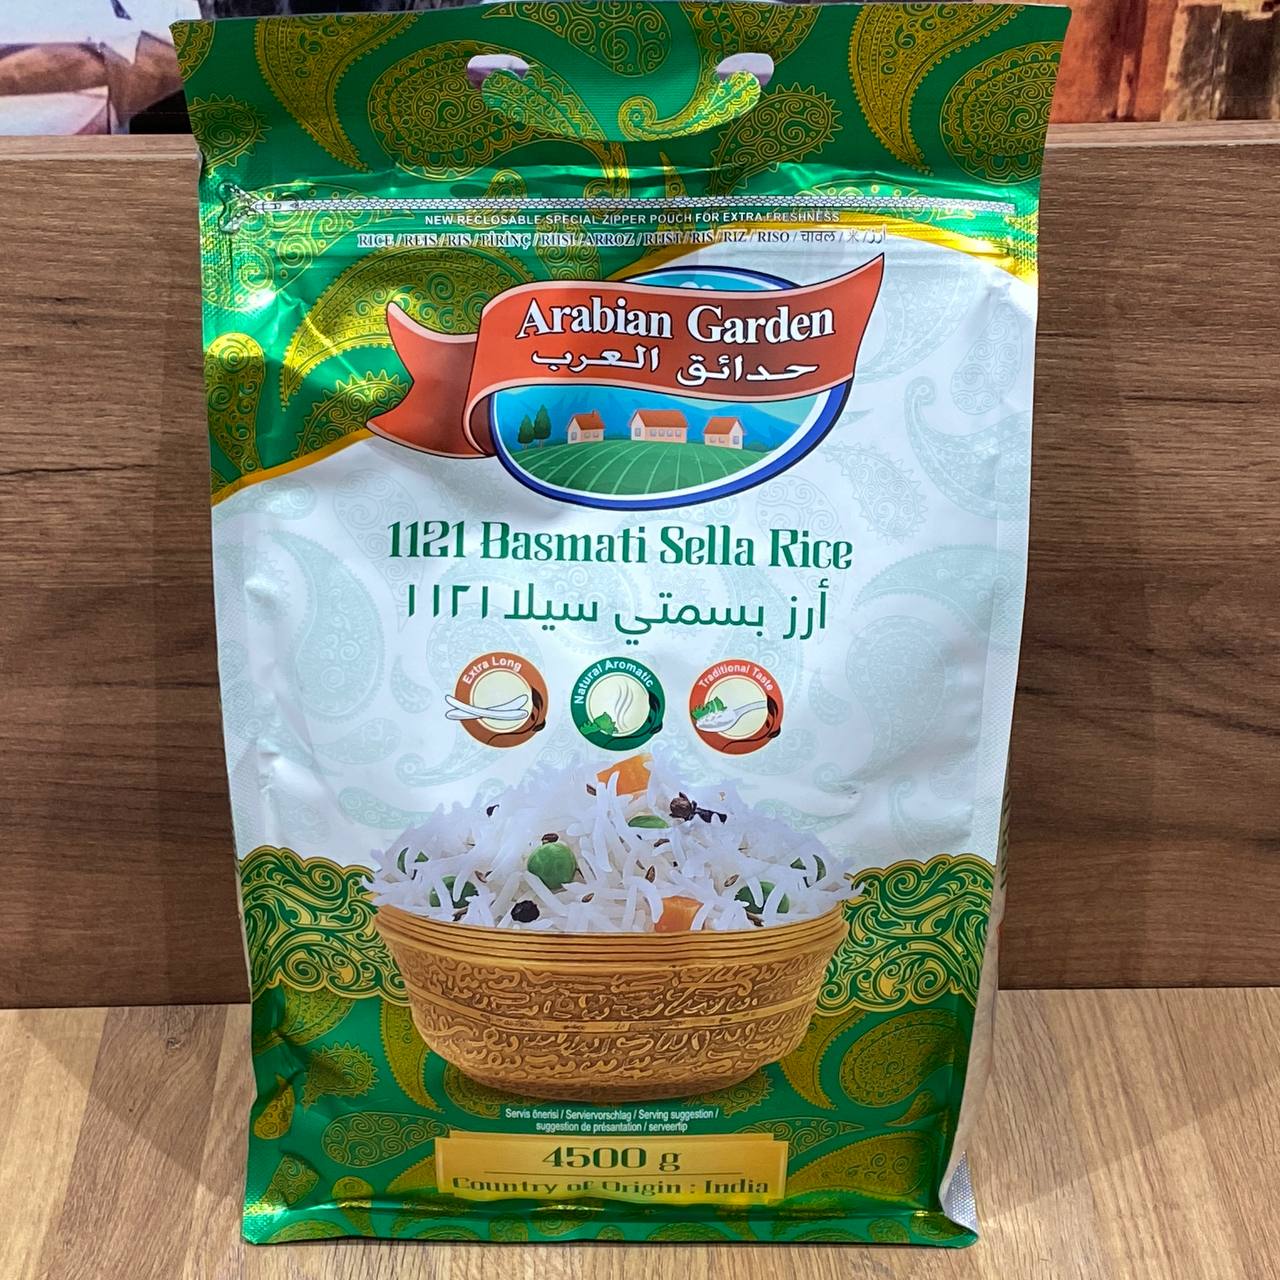 NEW RECLOSABLE SPECIAL ZIPPER POUCH FOR EXTRA FRESHNESS
RICE / REIS / RIS / PİRİNÇ / RIISI / ARROZ / RIJST / RIS / RIZ / RISO / चावल / 米 / أرز
Arabian Garden
حدائق العرب
1121 Basmati Sella Rice
أرز بسمتي سيلا ١١٢١
Extra Long
Natural Aromatic
Traditional Taste
Servis önerisi / Serviervorschlag / Serving suggestion /
suggestion de présantation / serveertip
4500 g
Country of Origin : India